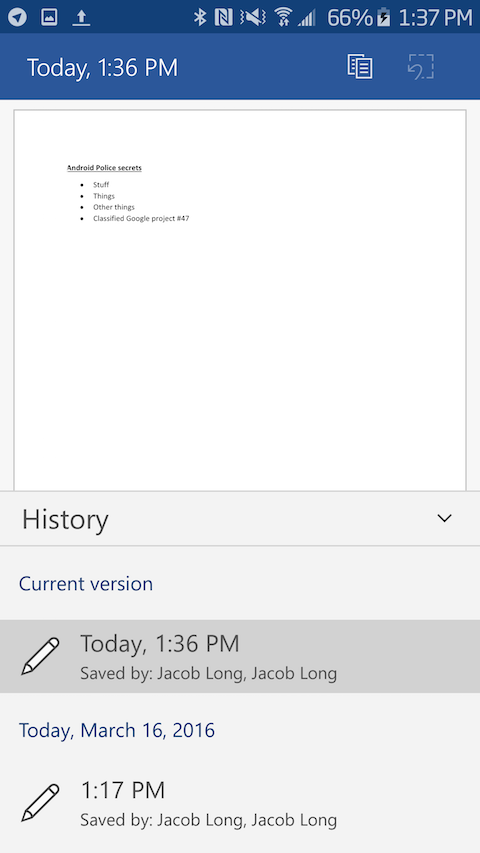 66% 1:37 PM
Today, 1:36 PM
Android Police secrets
• Stuff
• Things
• Other things
• Classified Google project #47
History
Current version
Today, 1:36 PM
Saved by: Jacob Long, Jacob Long
Today, March 16, 2016
1:17 PM
Saved by: Jacob Long, Jacob Long